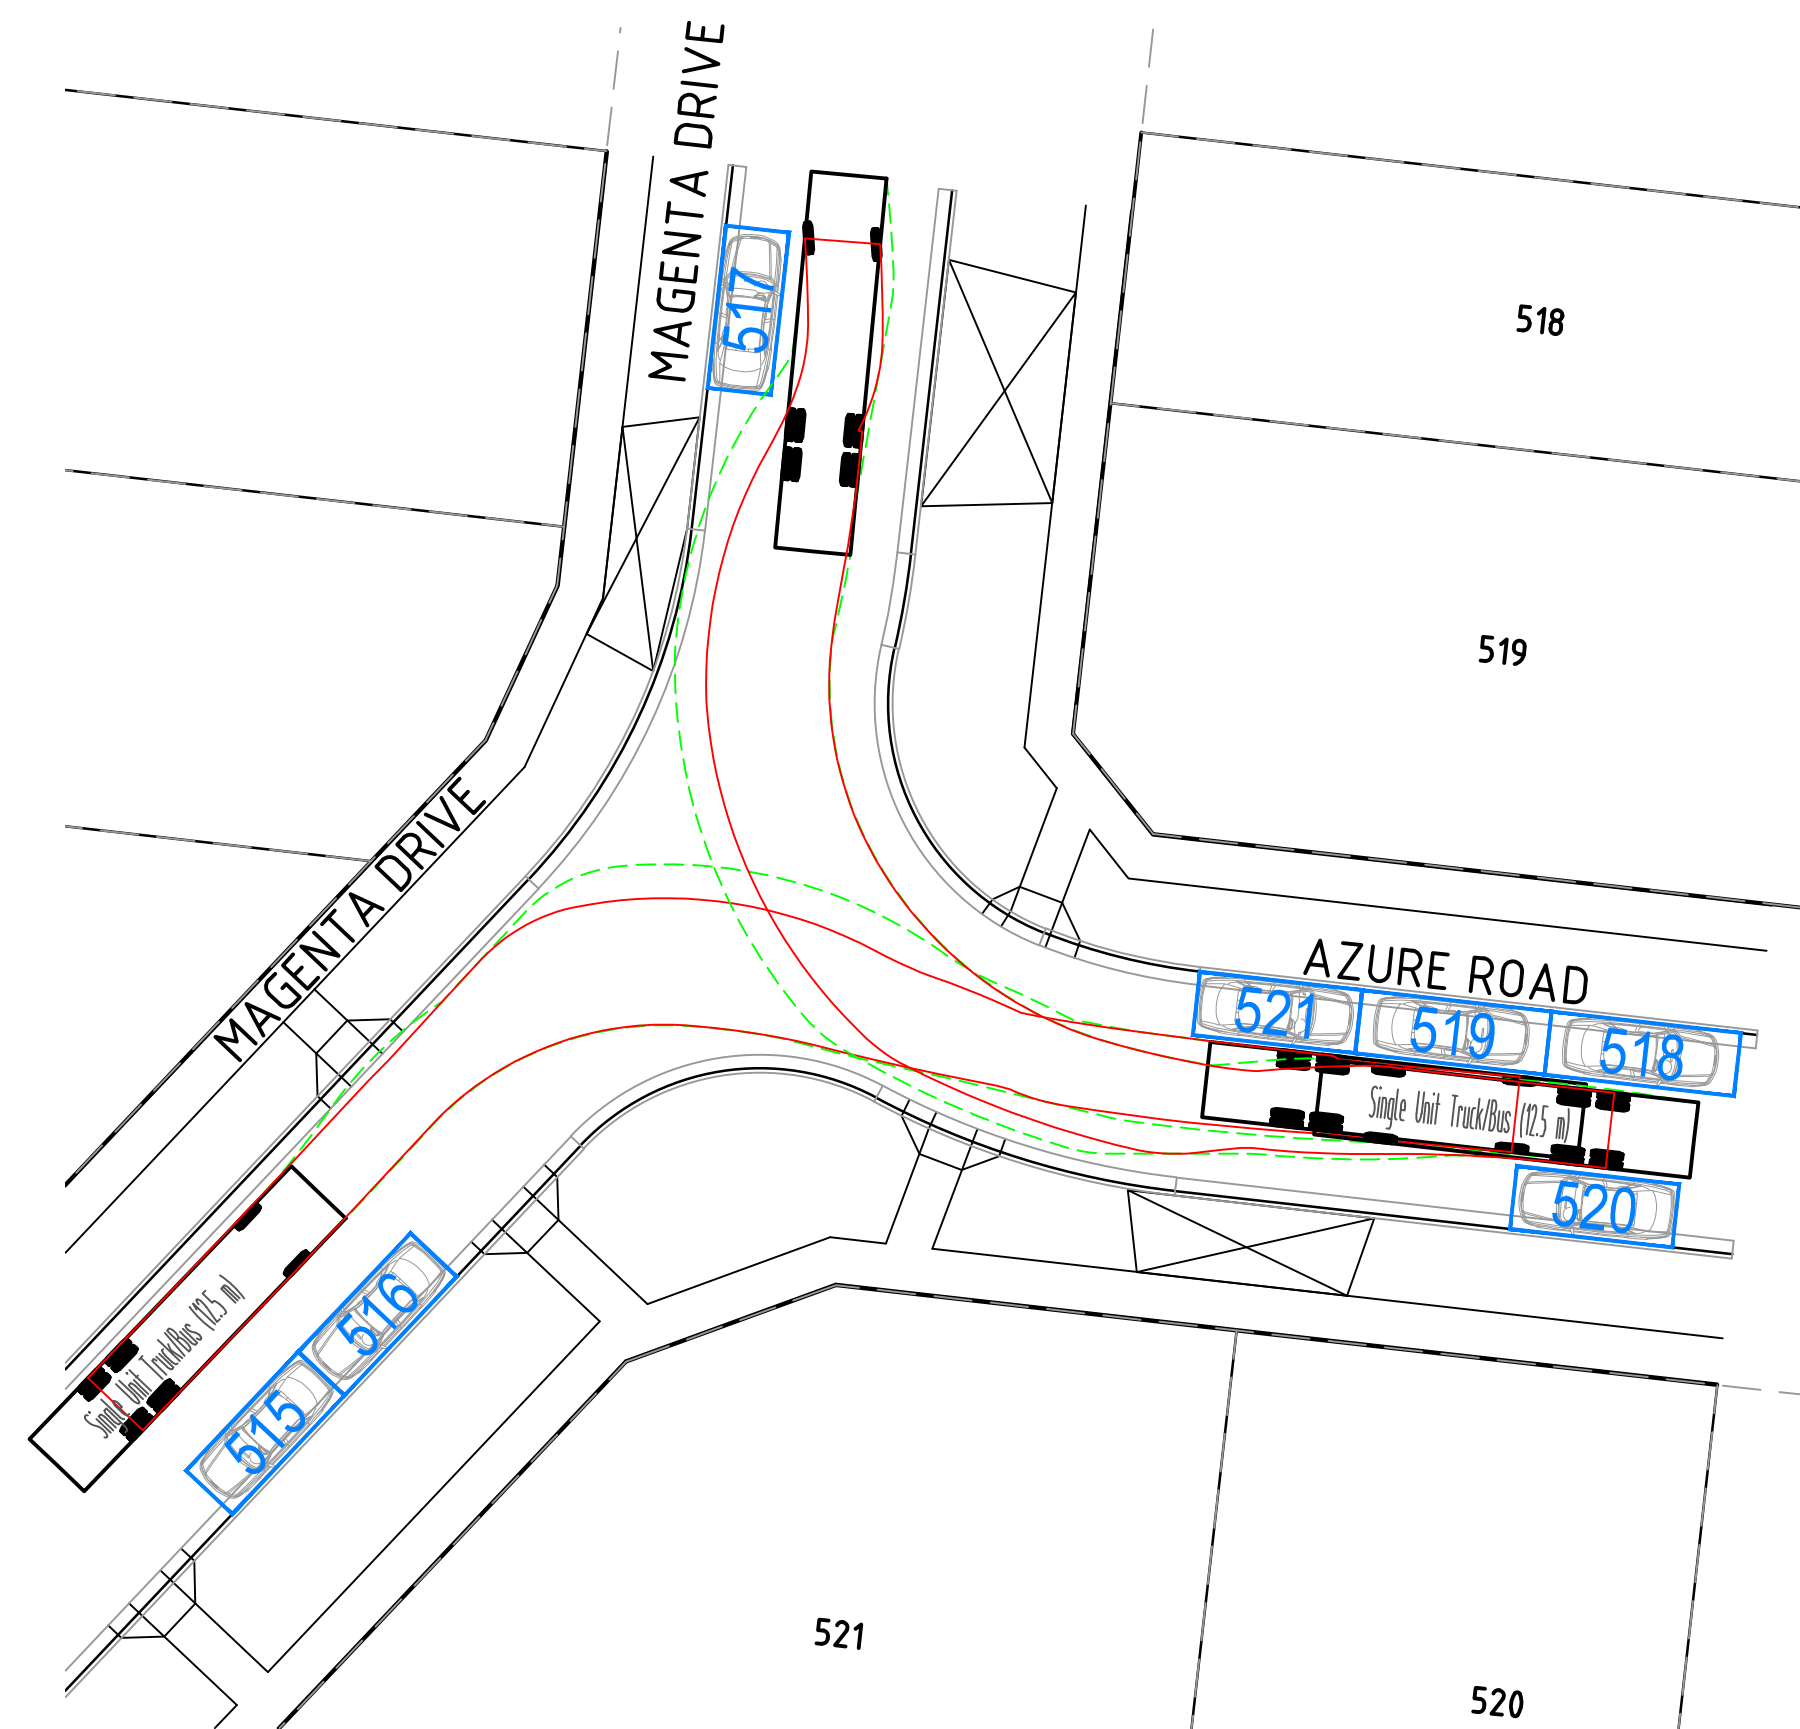 MAGENTA DRIVE
517
518
519
MAGENTA DRIVE
AZURE ROAD
521
519
518
Single Unit Truck/Bus (12.5 m)
520
516
Single Unit Truck/Bus (12.5 m)
515
521
520